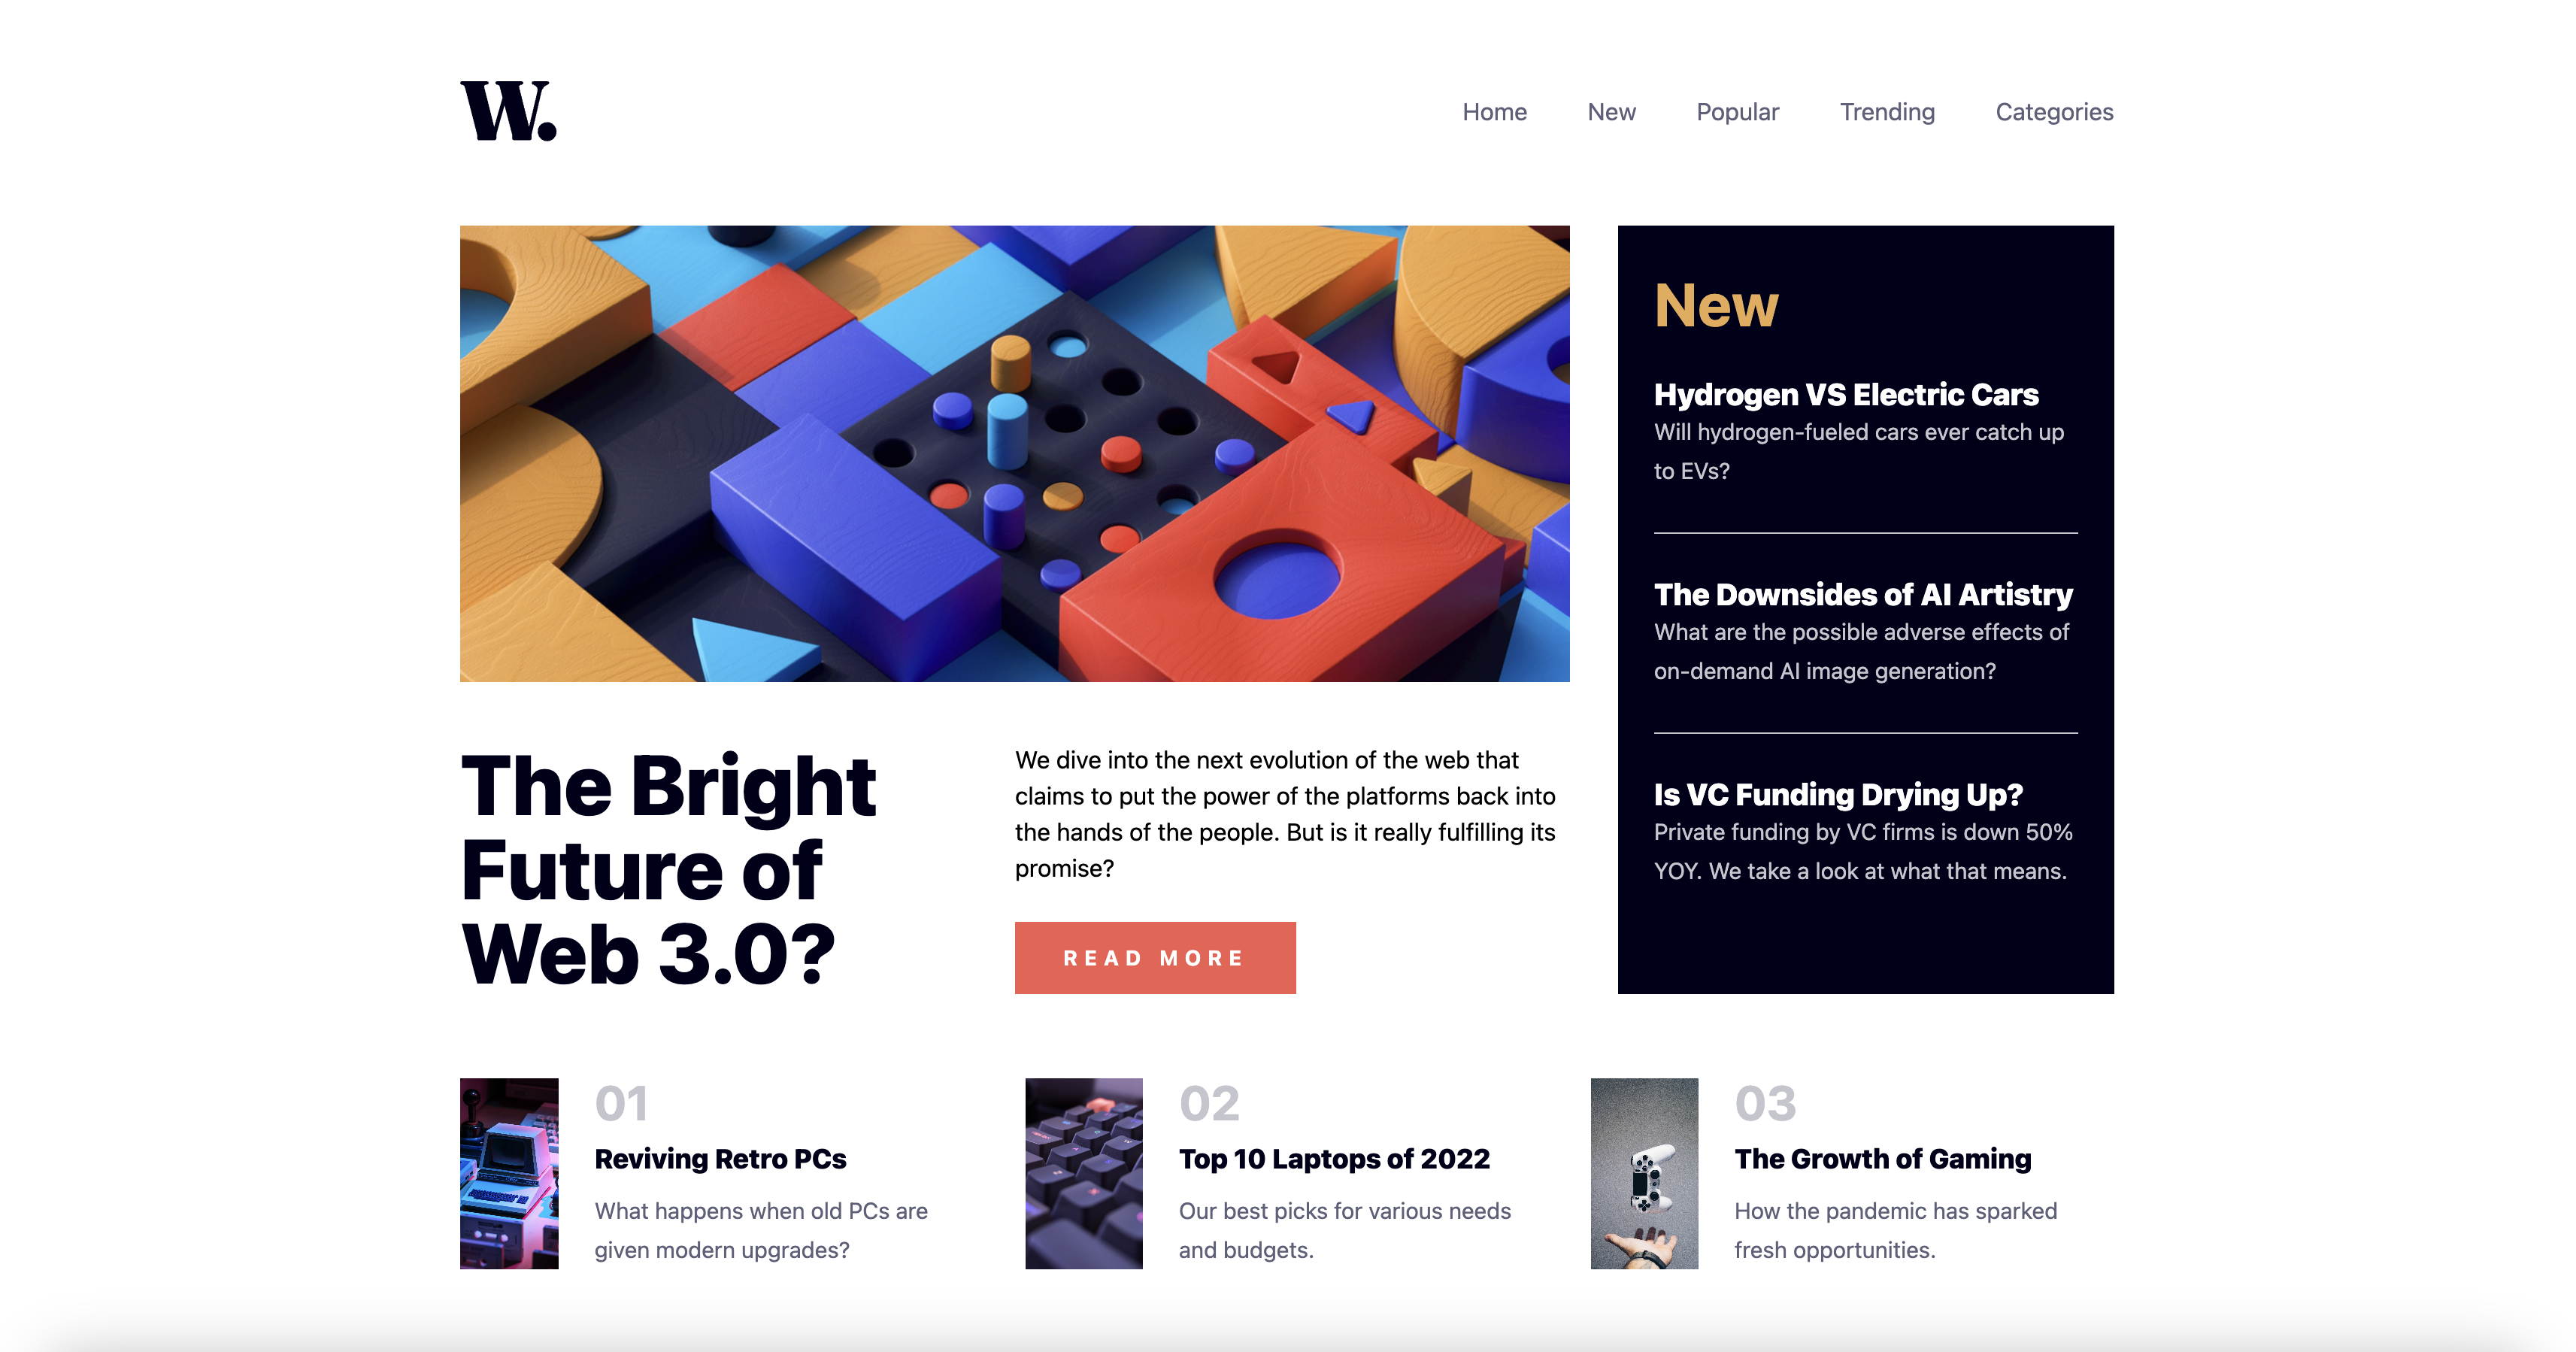 W.
Home New Popular Trending Categories
New
Hydrogen VS Electric Cars
Will hydrogen-fueled cars ever catch up
to EVs?
The Downsides of AI Artistry
What are the possible adverse effects of
on-demand AI image generation?
Is VC Funding Drying Up?
Private funding by VC firms is down 50%
YOY. We take a look at what that means.
The Bright
Future of
Web 3.0?
We dive into the next evolution of the web that
claims to put the power of the platforms back into
the hands of the people. But is it really fulfilling its
promise?
READ MORE
01
Reviving Retro PCs
What happens when old PCs are
given modern upgrades?
02
Top 10 Laptops of 2022
Our best picks for various needs
and budgets.
03
The Growth of Gaming
How the pandemic has sparked
fresh opportunities.